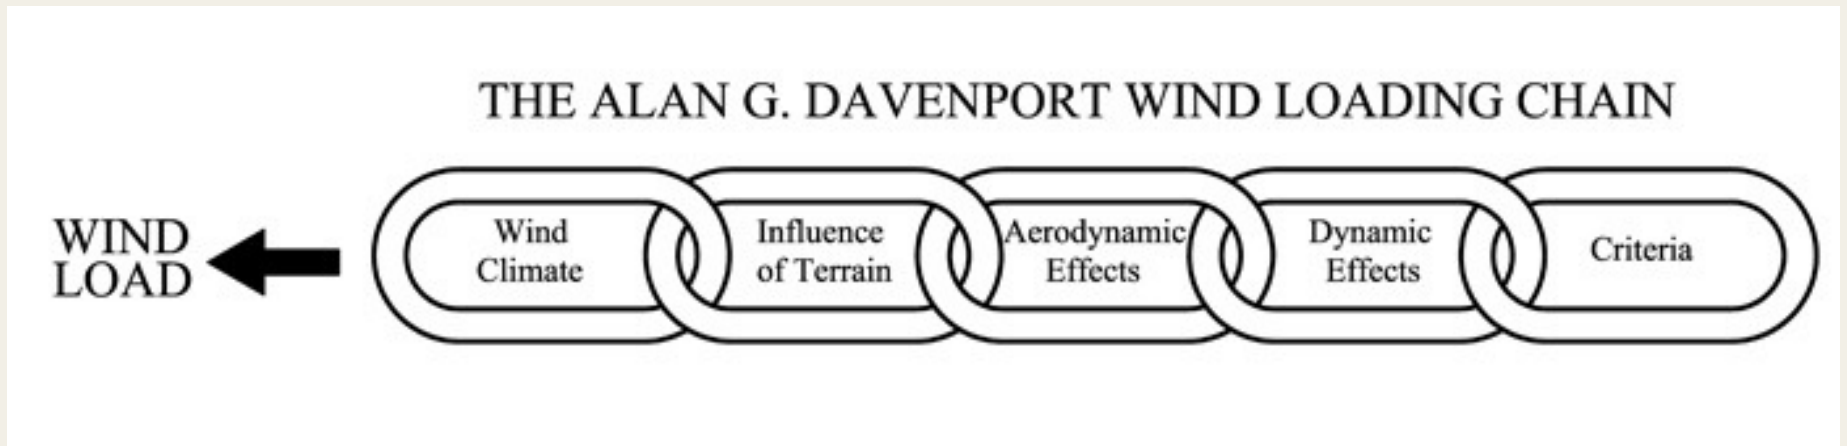 THE ALAN G. DAVENPORT WIND LOADING CHAIN
WIND
LOAD
Wind
Climate
Influence
of Terrain
Aerodynamic
Effects
Dynamic
Effects
Criteria